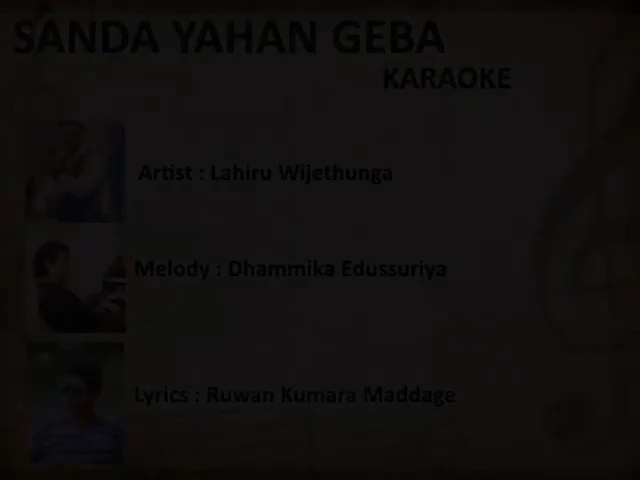 SANDA YAHAN GEBA
KARAOKE
Artist : Lahiru Wijethunga
Melody : Dhammika Edussuriya
Lyrics : Ruwan Kumara Maddage